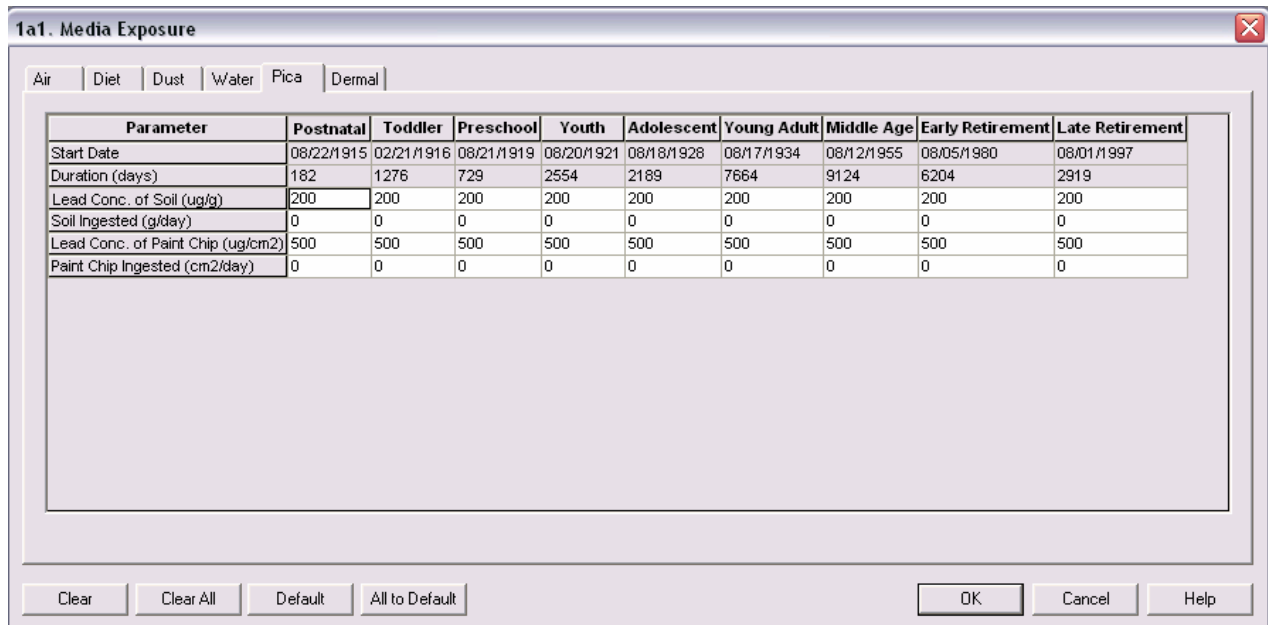 1a1. Media Exposure
Air Diet Dust Water Pica Dermal
Parameter Postnatal Toddler Preschool Youth Adolescent Young Adult Middle Age Early Retirement Late Retirement
Start Date 08/22/1915 02/21/1916 08/21/1919 08/20/1921 08/18/1928 08/17/1934 08/12/1955 08/05/1980 08/01/1997
Duration (days) 182 1276 729 2554 2189 7664 9124 6204 2919
Lead Conc. of Soil (ug/g) 200 200 200 200 200 200 200 200 200
Soil Ingested (g/day) 0 0 0 0 0 0 0 0 0
Lead Conc. of Paint Chip (ug/cm2) 500 500 500 500 500 500 500 500 500
Paint Chip Ingested (cm2/day) 0 0 0 0 0 0 0 0 0
Clear Clear All Default All to Default OK Cancel Help